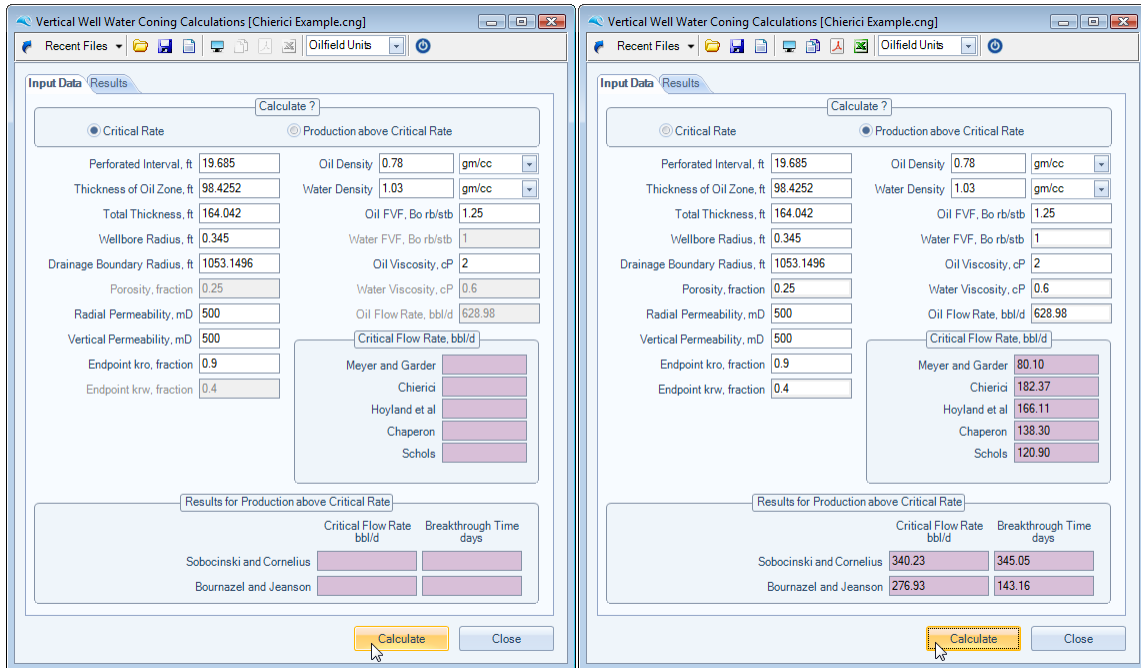 Vertical Well Water Coning Calculations [Chierici Example.cng]
Recent Files Oilfield Units
Input Data Results
Calculate ?
Critical Rate Production above Critical Rate
Perforated Interval, ft 19.685 Oil Density 0.78 gm/cc
Thickness of Oil Zone, ft 98.4252 Water Density 1.03 gm/cc
Total Thickness, ft 164.042 Oil FVF, Bo rb/stb 1.25
Wellbore Radius, ft 0.345 Water FVF, Bo rb/stb 1
Drainage Boundary Radius, ft 1053.1496 Oil Viscosity, cP 2
Porosity, fraction 0.25 Water Viscosity, cP 0.6
Radial Permeability, mD 500 Oil Flow Rate, bbl/d 628.98
Vertical Permeability, mD 500 Critical Flow Rate, bbl/d
Endpoint kro, fraction 0.9 Meyer and Garder
Endpoint krw, fraction 0.4 Chierici
Hoyland et al
Chaperon
Schols
Results for Production above Critical Rate
Critical Flow Rate Breakthrough Time
bbl/d days
Sobocinski and Cornelius
Bournazel and Jeanson
Calculate Close
Vertical Well Water Coning Calculations [Chierici Example.cng]
Recent Files Oilfield Units
Input Data Results
Calculate ?
Critical Rate Production above Critical Rate
Perforated Interval, ft 19.685 Oil Density 0.78 gm/cc
Thickness of Oil Zone, ft 98.4252 Water Density 1.03 gm/cc
Total Thickness, ft 164.042 Oil FVF, Bo rb/stb 1.25
Wellbore Radius, ft 0.345 Water FVF, Bo rb/stb 1
Drainage Boundary Radius, ft 1053.1496 Oil Viscosity, cP 2
Porosity, fraction 0.25 Water Viscosity, cP 0.6
Radial Permeability, mD 500 Oil Flow Rate, bbl/d 628.98
Vertical Permeability, mD 500 Critical Flow Rate, bbl/d
Endpoint kro, fraction 0.9 Meyer and Garder 80.10
Endpoint krw, fraction 0.4 Chierici 182.37
Hoyland et al 166.11
Chaperon 138.30
Schols 120.90
Results for Production above Critical Rate
Critical Flow Rate Breakthrough Time
bbl/d days
Sobocinski and Cornelius 340.23 345.05
Bournazel and Jeanson 276.93 143.16
Calculate Close